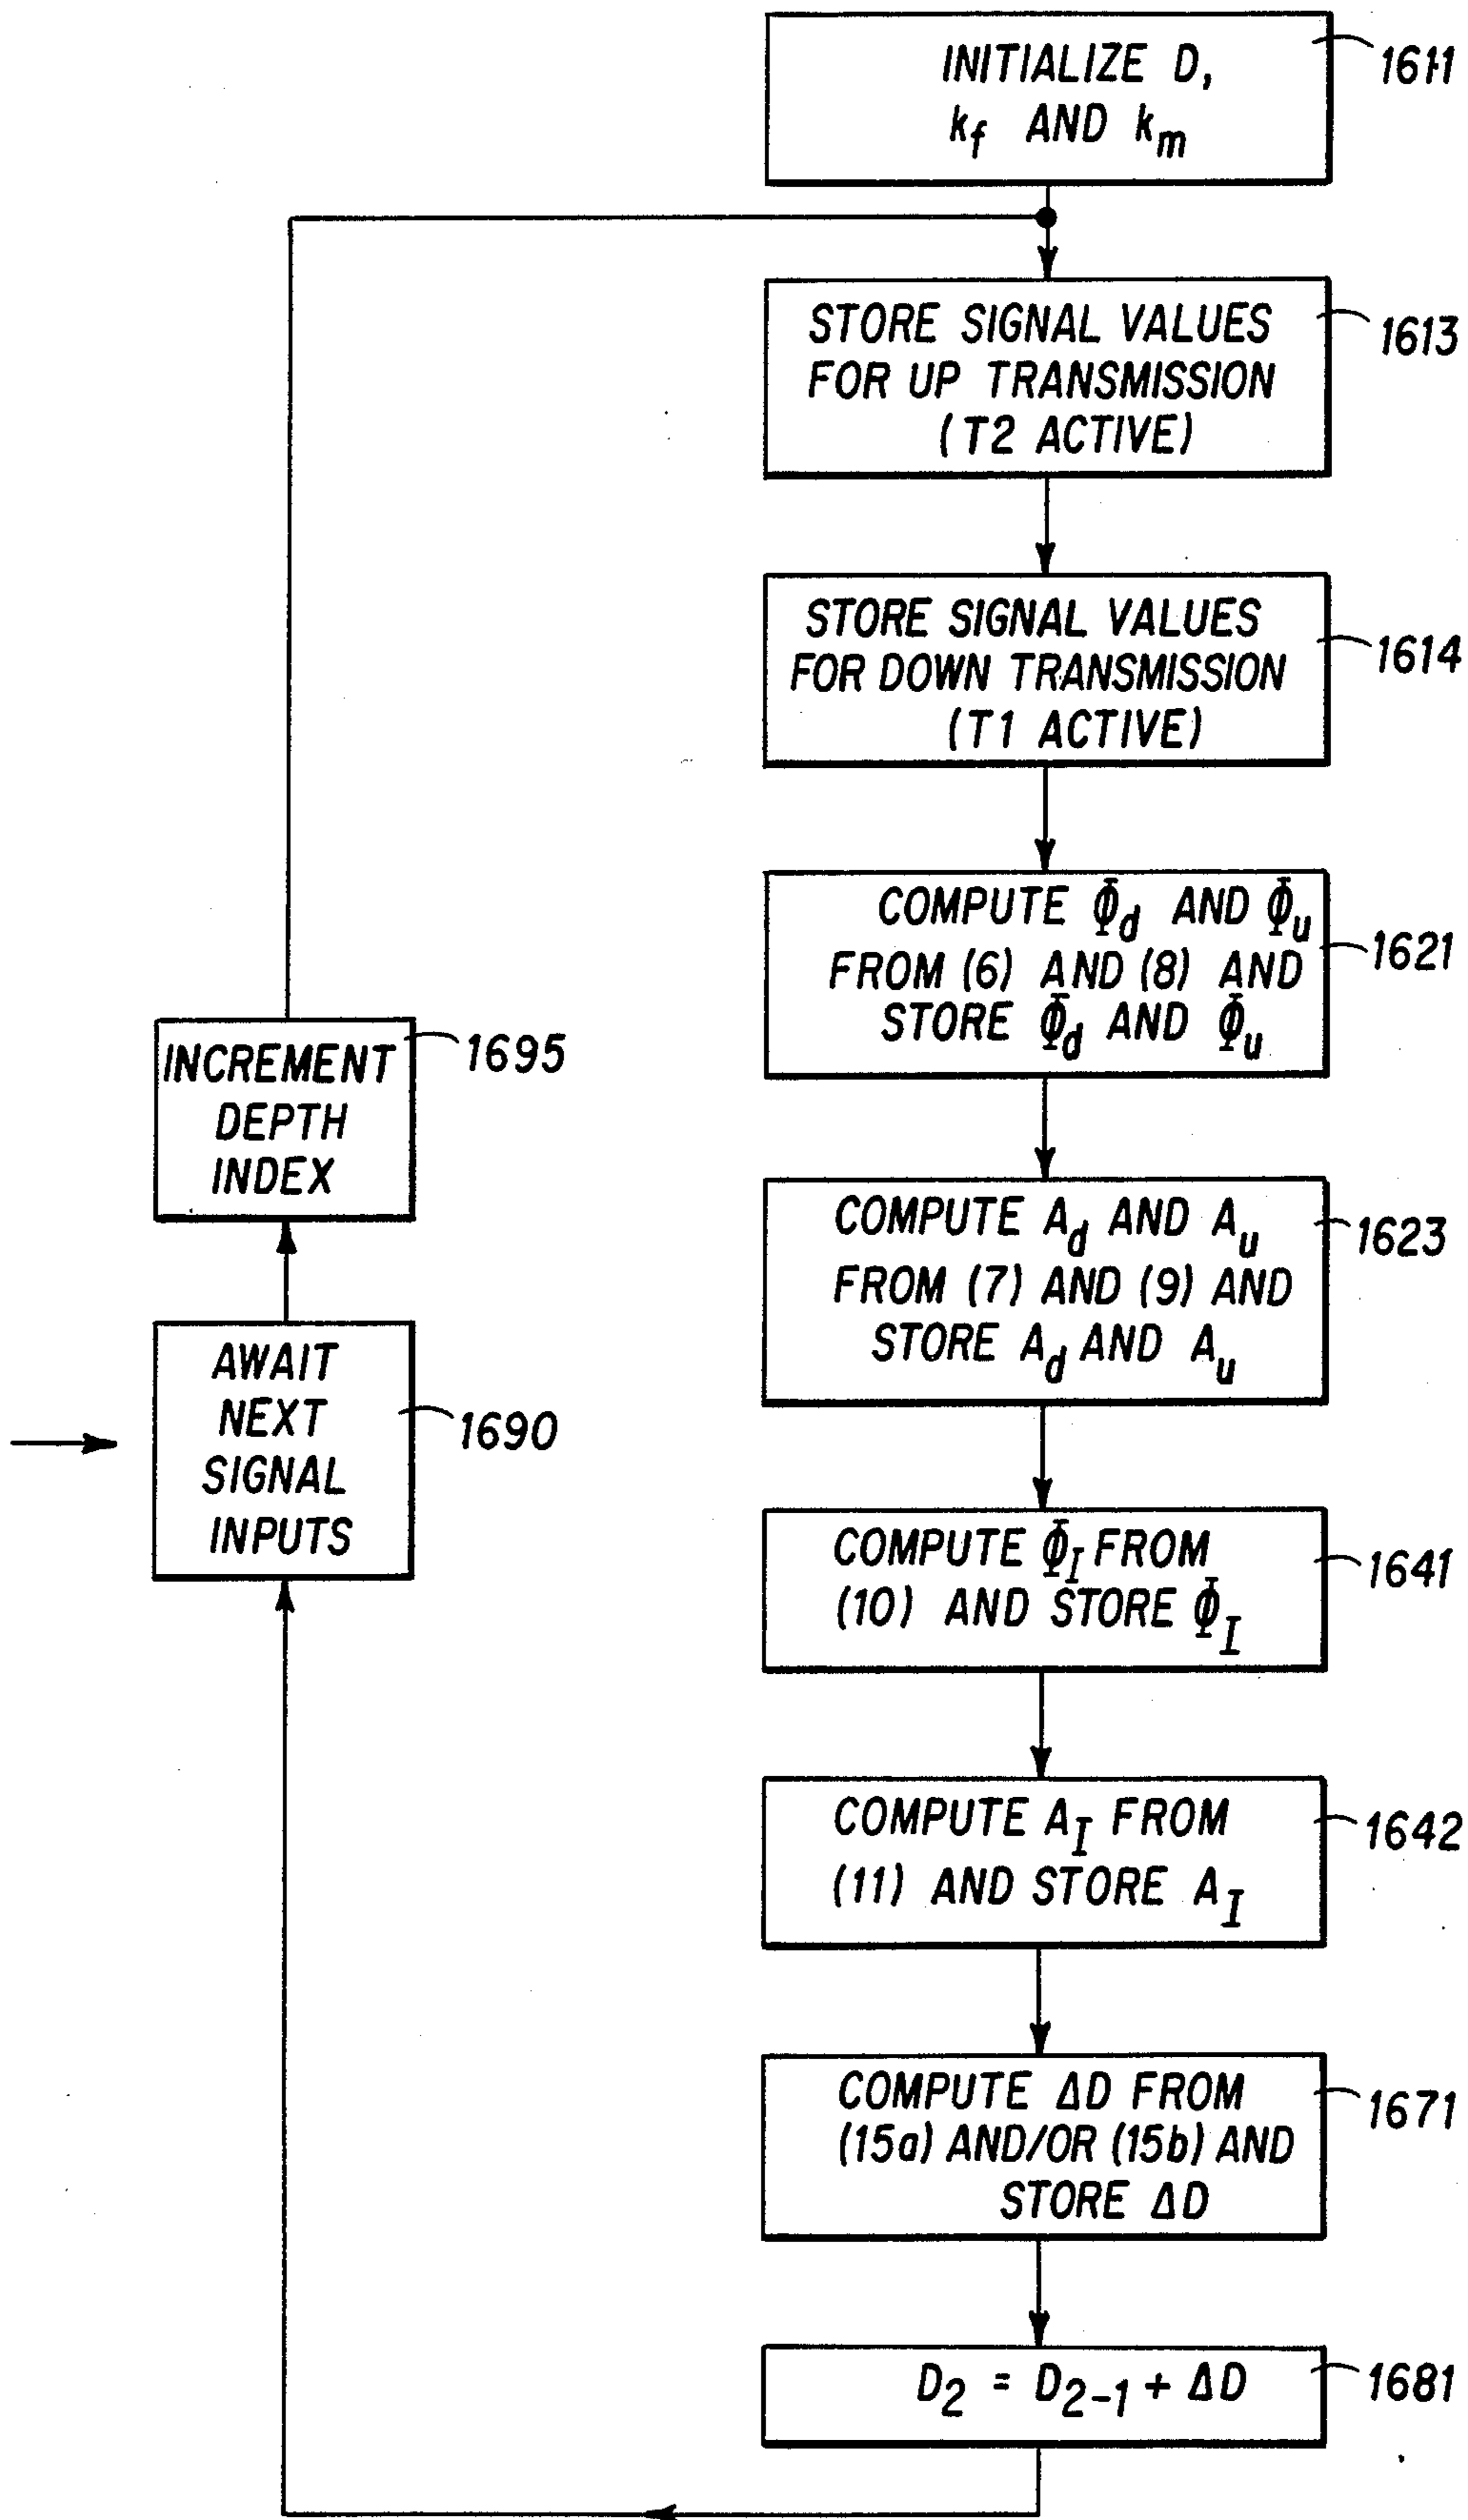 INITIALIZE D,
kf AND km
1611
STORE SIGNAL VALUES
FOR UP TRANSMISSION
(T2 ACTIVE)
1613
STORE SIGNAL VALUES
FOR DOWN TRANSMISSION
(T1 ACTIVE)
1614
COMPUTE Φd AND Φu
FROM (6) AND (8) AND
STORE Φd AND Φu
1621
COMPUTE Ad AND Au
FROM (7) AND (9) AND
STORE Ad AND Au
1623
COMPUTE ΦI FROM
(10) AND STORE ΦI
1641
COMPUTE AI FROM
(11) AND STORE AI
1642
COMPUTE ΔD FROM
(15a) AND/OR (15b) AND
STORE ΔD
1671
D2 = D2-1 + ΔD
1681
AWAIT
NEXT
SIGNAL
INPUTS
1690
INCREMENT
DEPTH
INDEX
1695